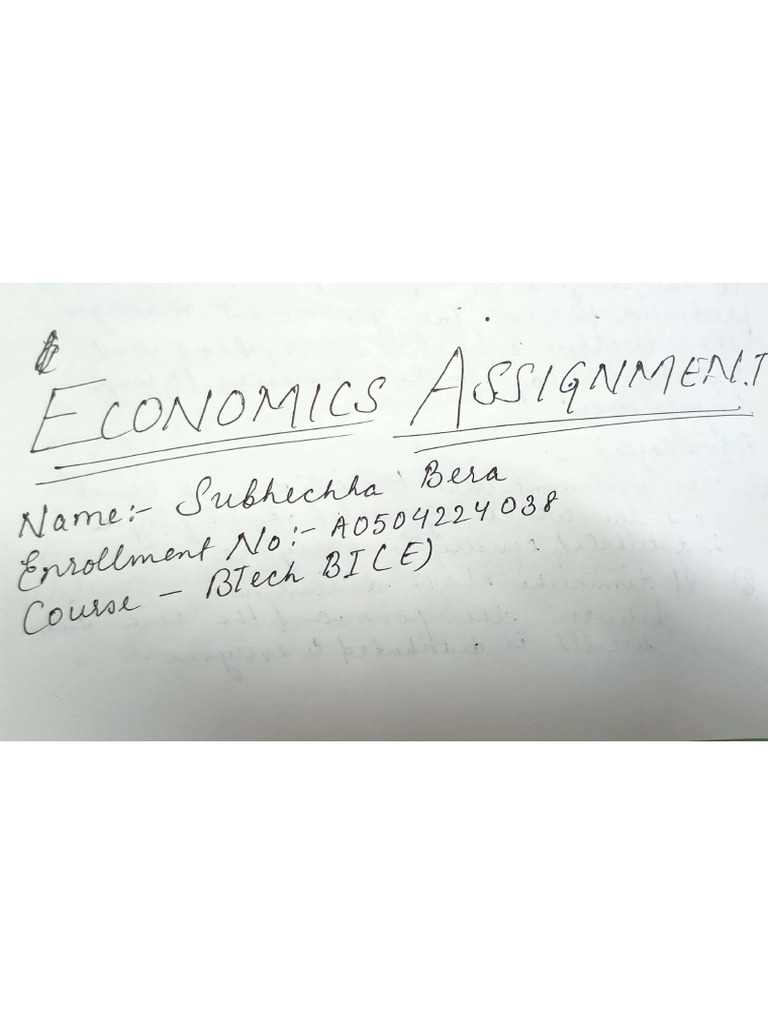 ECONOMICS ASSIGNMENT
Name:- Subhechha Bera
Enrollment No:- A0504224038
Course - BTech BI(E)